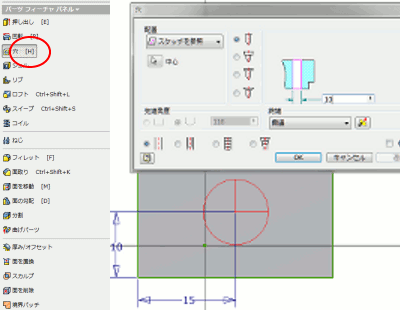 パーツ フィーチャ パネル
押し出し [E]
回転 [R]
穴 [H]
シェル
リブ
ロフト Ctrl+Shift+L
スイープ Ctrl+Shift+S
コイル
ねじ
フィレット [F]
面取り Ctrl+Shift+K
面を移動 [M]
面の勾配 [D]
分割
曲げパーツ
厚み/オフセット
面を置換
スカルプ
面を削除
境界パッチ
穴
配置
スケッチを参照
中心
13
先端角度
118
距離
貫通
OK
キャンセル
10
15